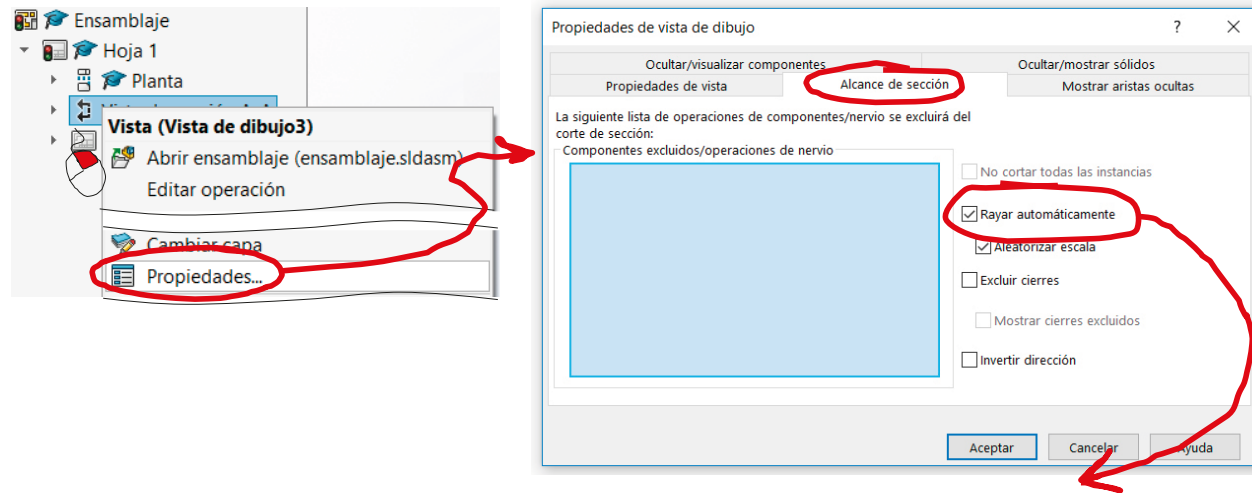 Ensamblaje
Hoja 1
Planta
Vista (Vista de dibujo3)
Abrir ensamblaje (ensamblaje.sldasm)
Editar operación
Cambiar capa
Propiedades...
Propiedades de vista de dibujo
?
Ocultar/visualizar componentes
Ocultar/mostrar sólidos
Propiedades de vista
Alcance de sección
Mostrar aristas ocultas
La siguiente lista de operaciones de componentes/nervio se excluirá del
corte de sección:
Componentes excluidos/operaciones de nervio
No cortar todas las instancias
Rayar automáticamente
Aleatorizar escala
Excluir cierres
Mostrar cierres excluidos
Invertir dirección
Aceptar
Cancelar
Ayuda